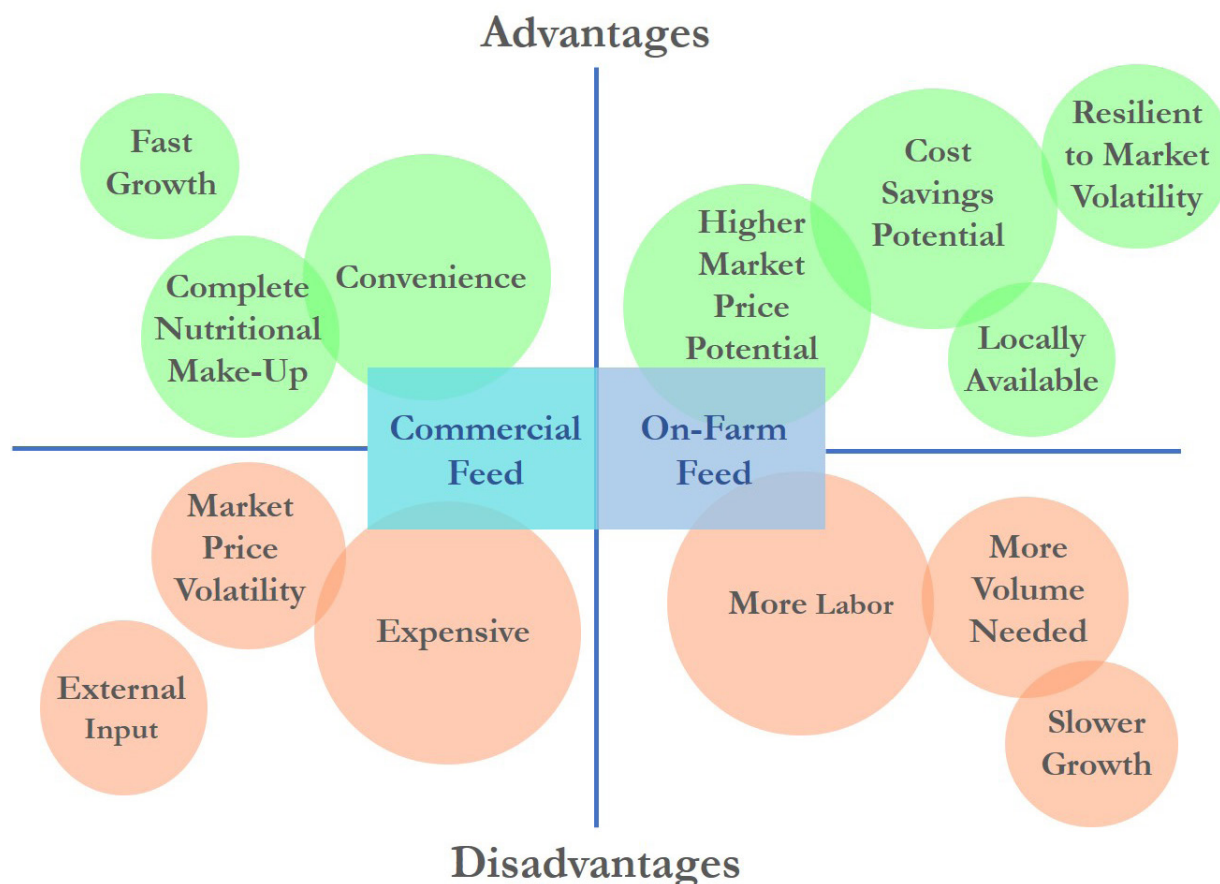 Advantages
Fast
Growth
Complete
Nutritional
Make-Up
Convenience
Higher
Market
Price
Potential
Cost
Savings
Potential
Resilient
to Market
Volatility
Locally
Available
Commercial
Feed
On-Farm
Feed
Market
Price
Volatility
Expensive
External
Input
More Labor
More
Volume
Needed
Slower
Growth
Disadvantages